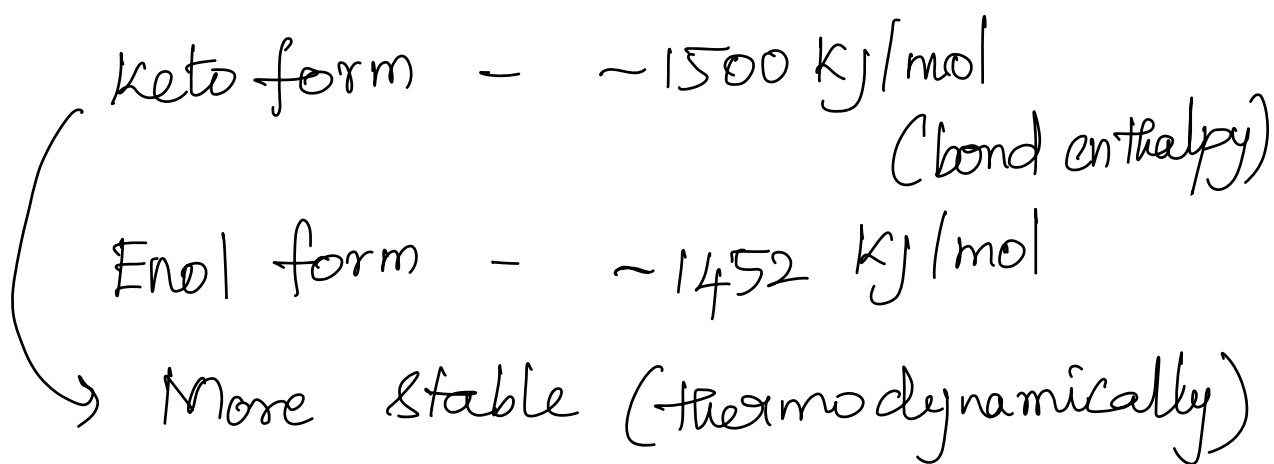 Keto form - ~1500 KJ/mol
(bond enthalpy)
Enol form - ~1452 KJ/mol
→ More stable (thermodynamically)